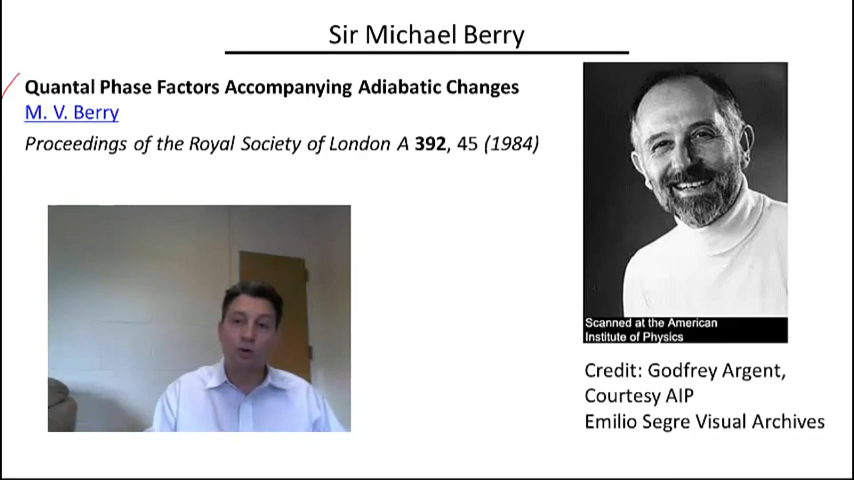 Sir Michael Berry
Quantal Phase Factors Accompanying Adiabatic Changes
M. V. Berry
Proceedings of the Royal Society of London A 392, 45 (1984)
Scanned at the American
Institute of Physics
Credit: Godfrey Argent,
Courtesy AIP
Emilio Segre Visual Archives